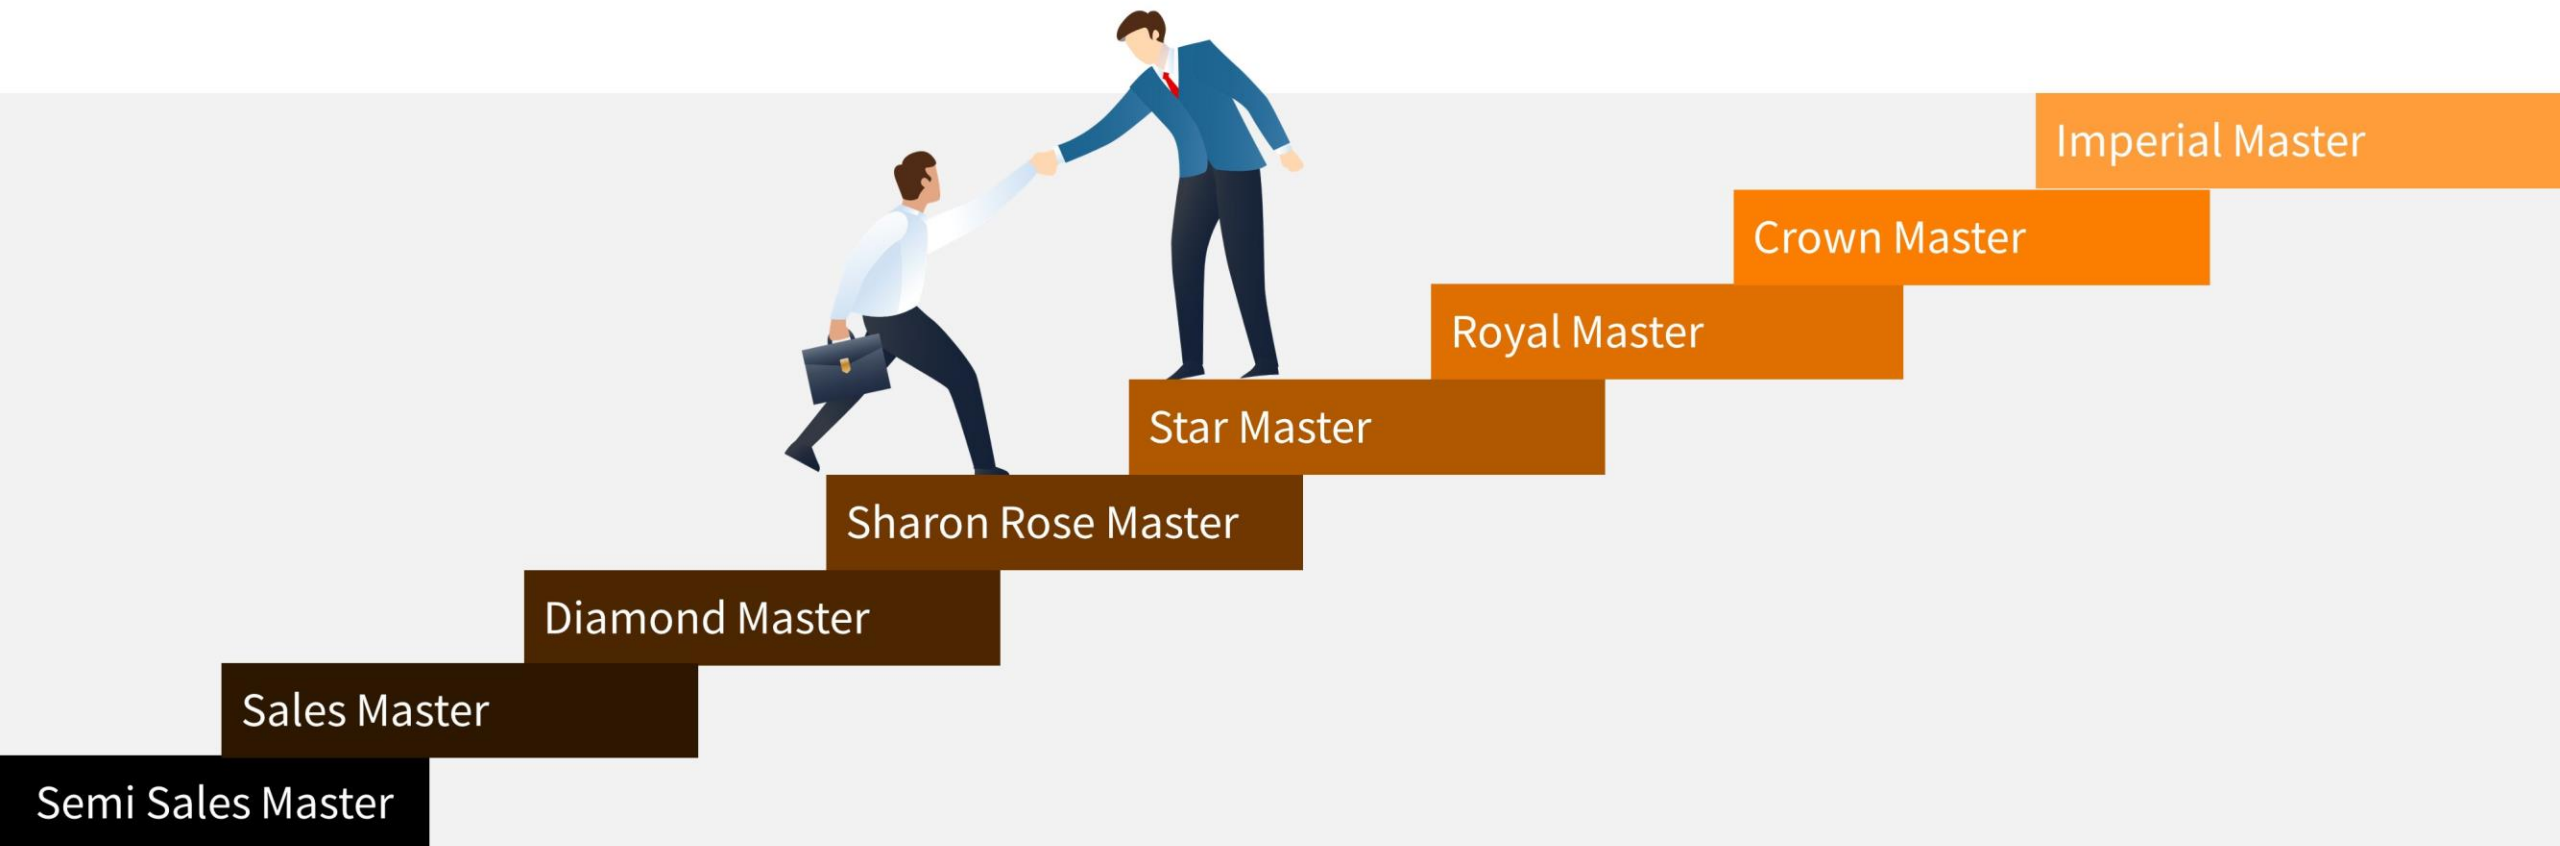 Imperial Master
Crown Master
Royal Master
Star Master
Sharon Rose Master
Diamond Master
Sales Master
Semi Sales Master